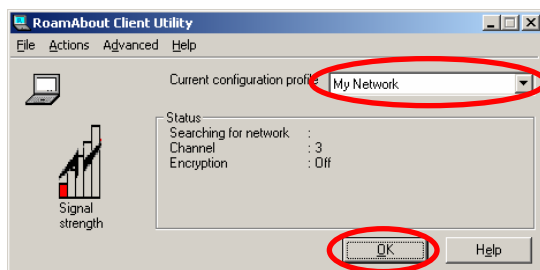 RoamAbout Client Utility
File Actions Advanced Help
Current configuration profile My Network
Status
Searching for network :
Channel : 3
Encryption : Off
Signal
strength
OK Help